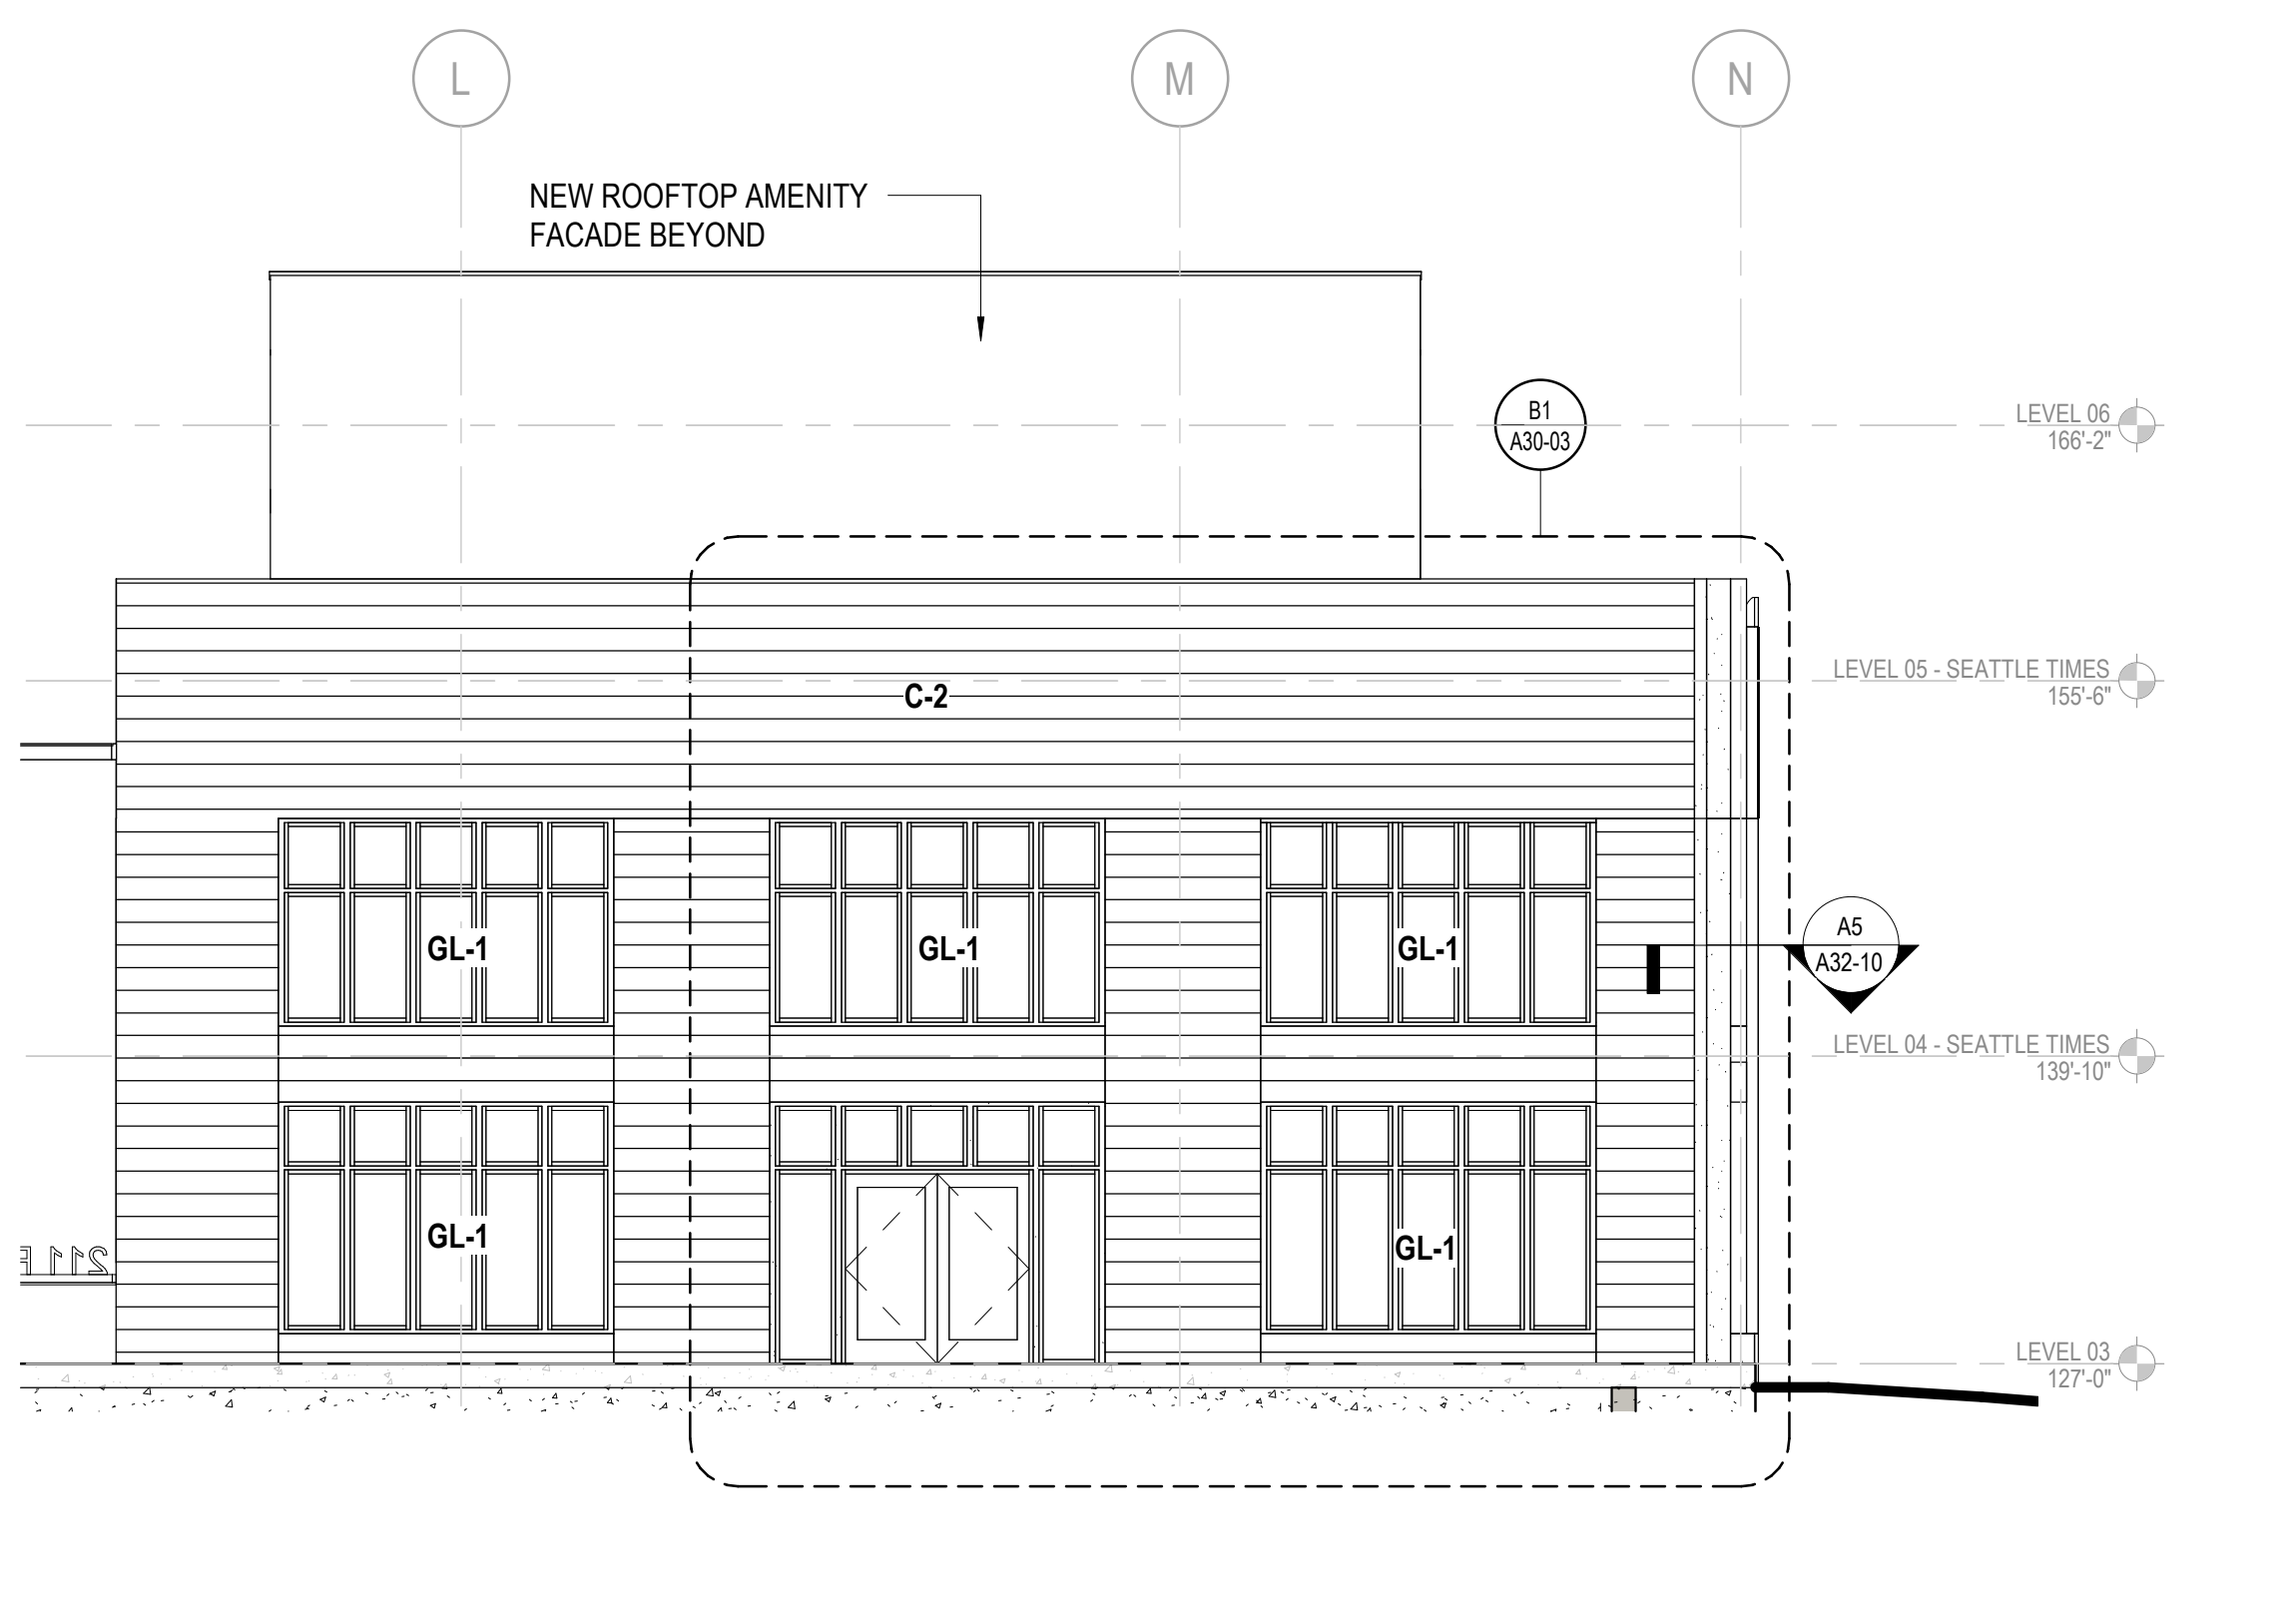 L
M
N
NEW ROOFTOP AMENITY
FACADE BEYOND
B1
A30-03
LEVEL 06
166'-2"
LEVEL 05 - SEATTLE TIMES
155'-6"
C-2
GL-1
GL-1
GL-1
A5
A32-10
LEVEL 04 - SEATTLE TIMES
139'-10"
GL-1
GL-1
211
LEVEL 03
127'-0"